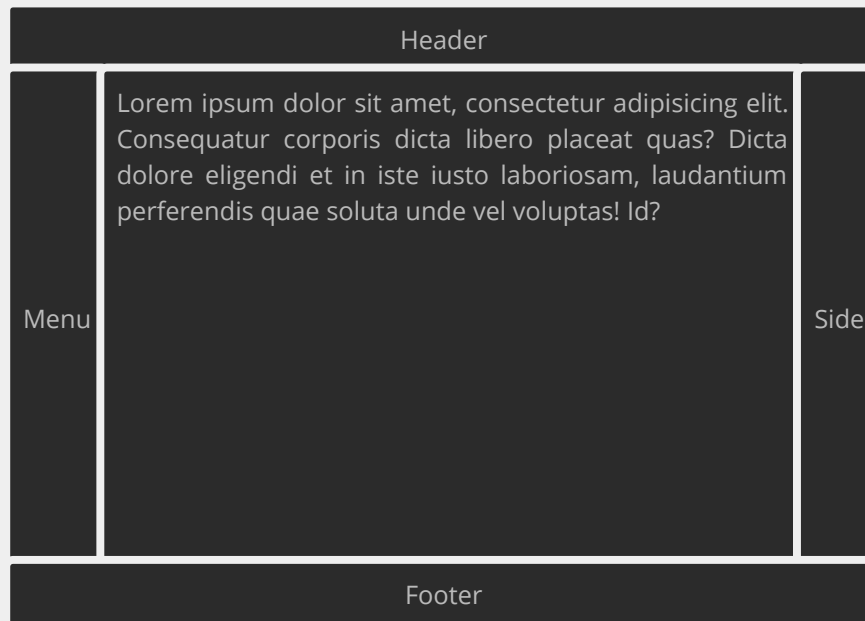 Header
Menu
Lorem ipsum dolor sit amet, consectetur adipisicing elit.
Consequatur corporis dicta libero placeat quas? Dicta
dolore eligendi et in iste iusto laboriosam, laudantium
perferendis quae soluta unde vel voluptas! Id?
Side
Footer